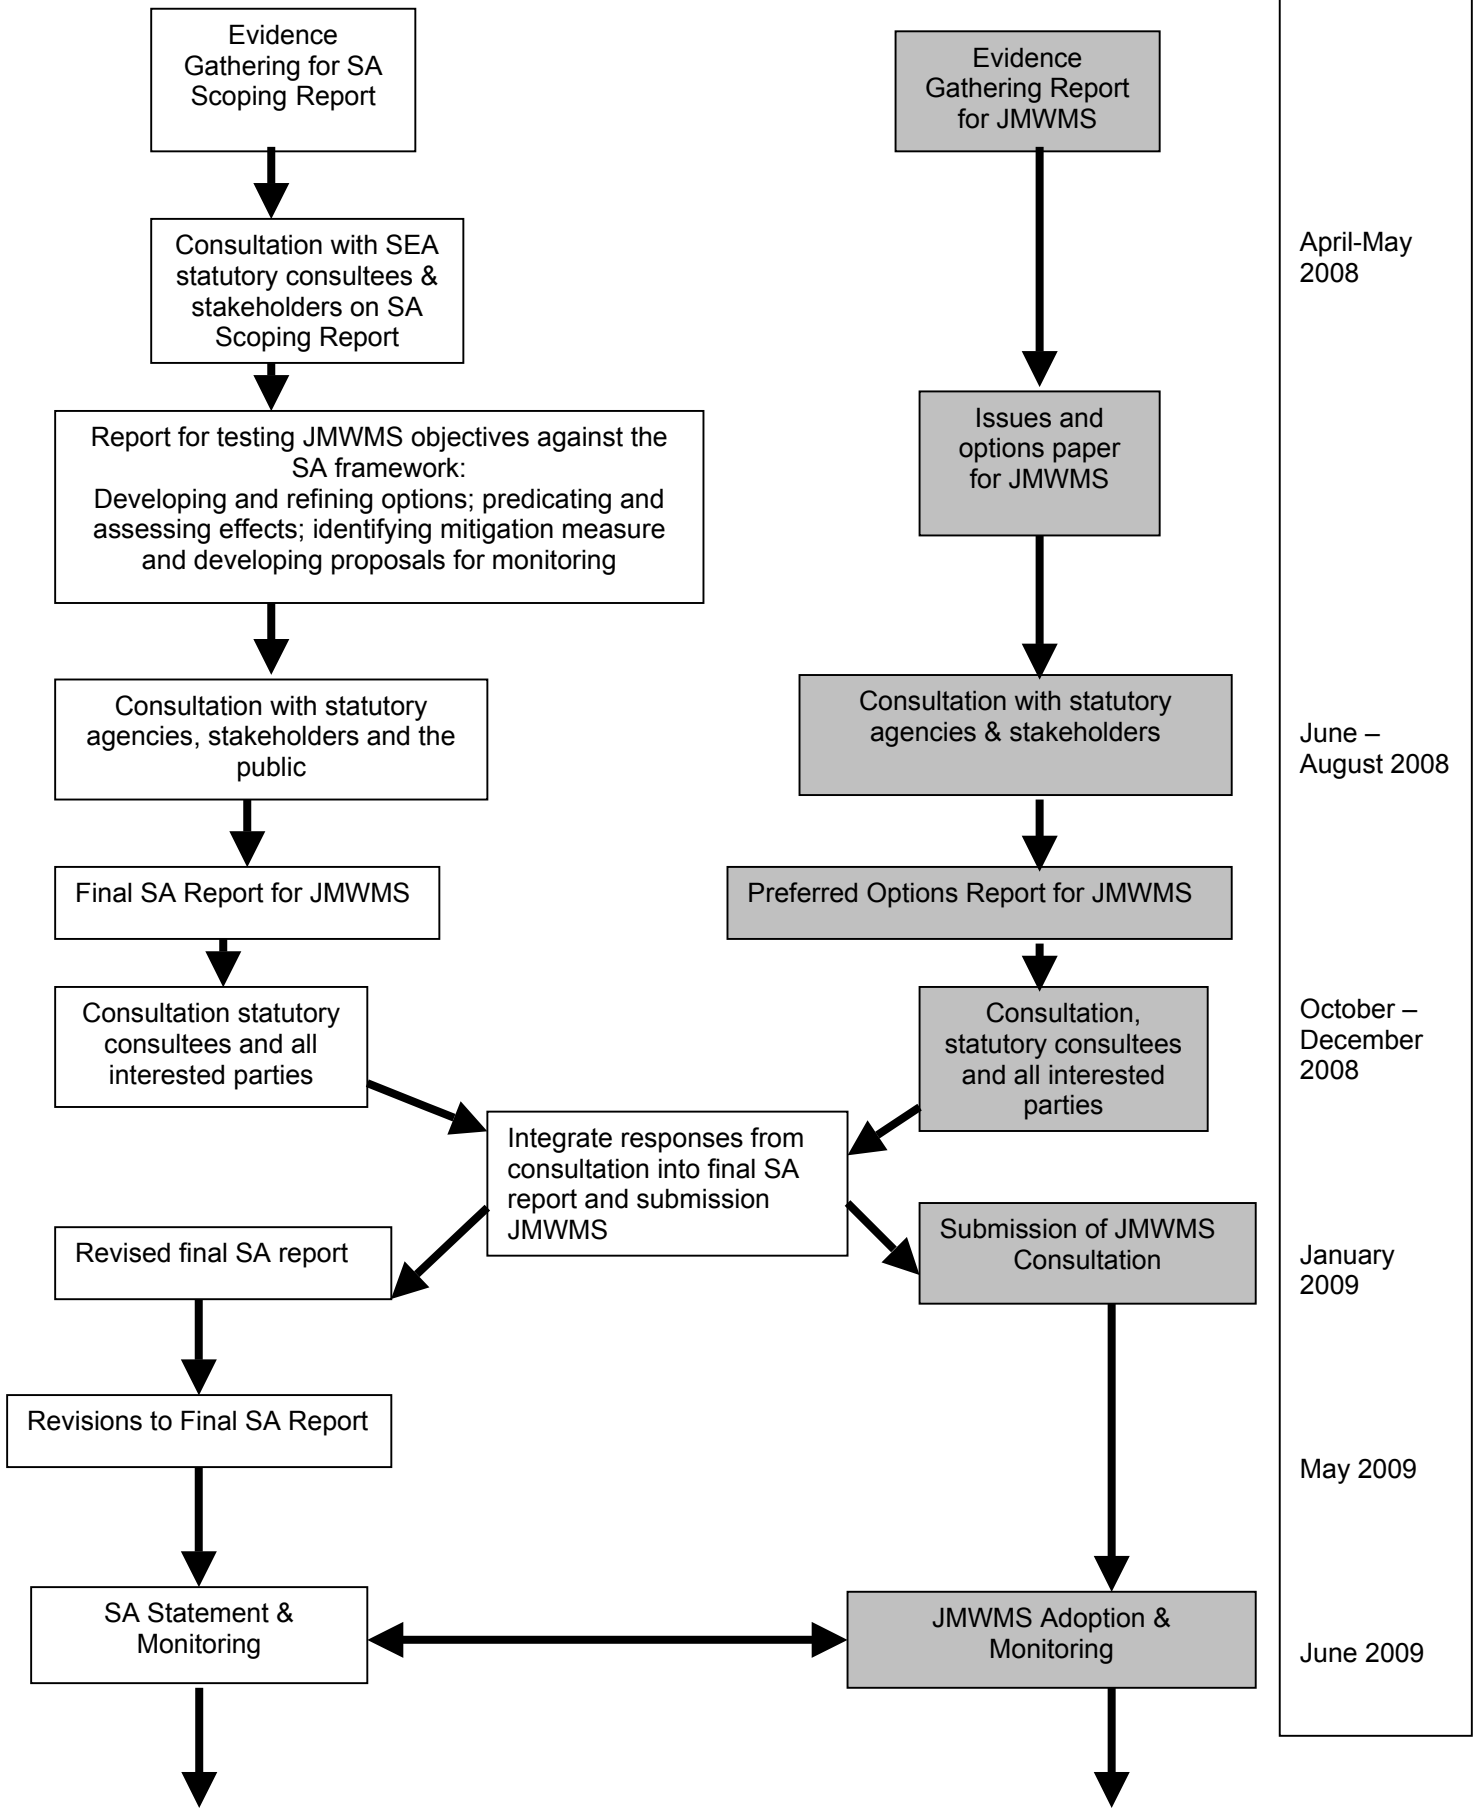 Evidence
Gathering for SA
Scoping Report
Evidence
Gathering Report
for JMWMS
Consultation with SEA
statutory consultees &
stakeholders on SA
Scoping Report
April-May
2008
Report for testing JMWMS objectives against the
SA framework:
Developing and refining options; predicating and
assessing effects; identifying mitigation measure
and developing proposals for monitoring
Issues and
options paper
for JMWMS
Consultation with statutory
agencies, stakeholders and the
public
Consultation with statutory
agencies & stakeholders
June –
August 2008
Final SA Report for JMWMS
Preferred Options Report for JMWMS
Consultation statutory
consultees and all
interested parties
Consultation,
statutory consultees
and all interested
parties
October –
December
2008
Integrate responses from
consultation into final SA
report and submission
JMWMS
Revised final SA report
Submission of JMWMS
Consultation
January
2009
Revisions to Final SA Report
May 2009
SA Statement &
Monitoring
JMWMS Adoption &
Monitoring
June 2009